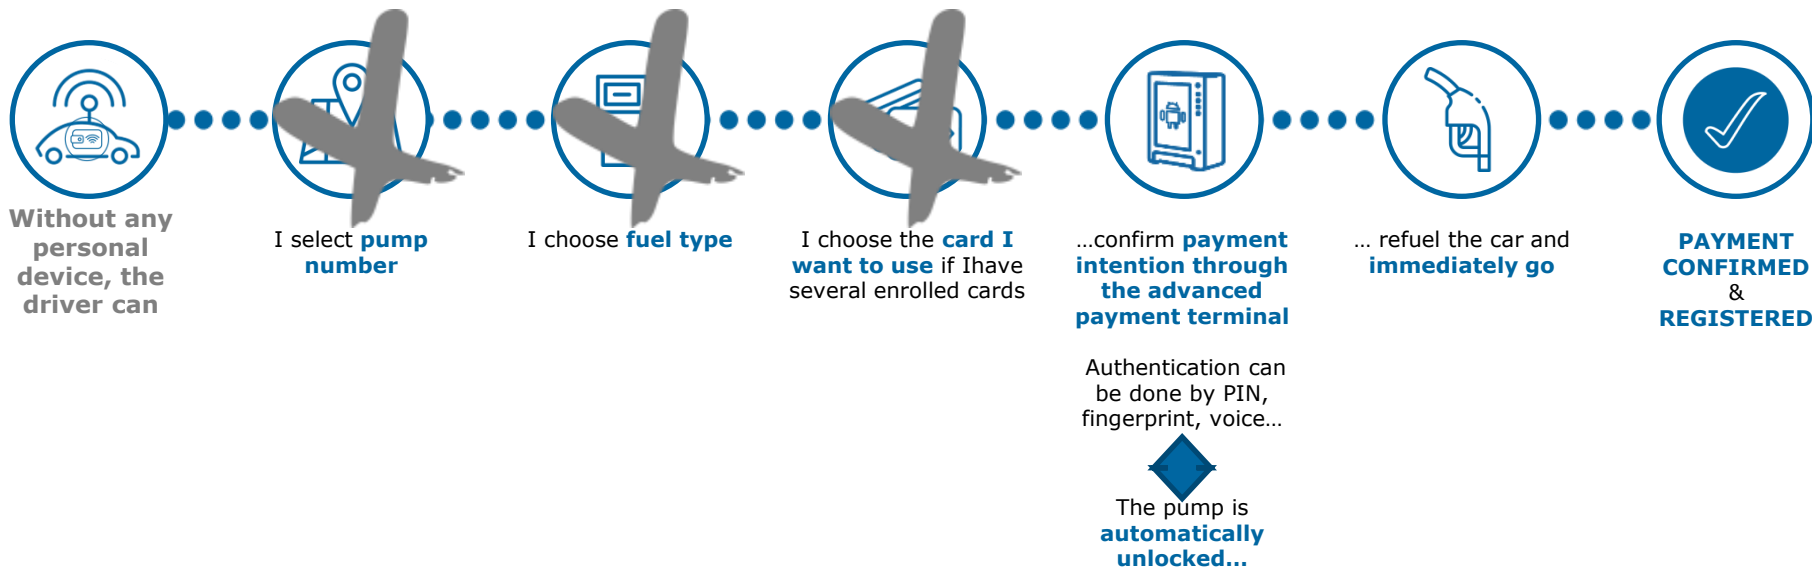 Without any
personal
device, the
driver can
I select pump
number
I choose fuel type
I choose the card I
want to use if Ihave
several enrolled cards
…confirm payment
intention through
the advanced
payment terminal
Authentication can
be done by PIN,
fingerprint, voice…
The pump is
automatically
unlocked…
… refuel the car and
immediately go
PAYMENT
CONFIRMED
&
REGISTERED